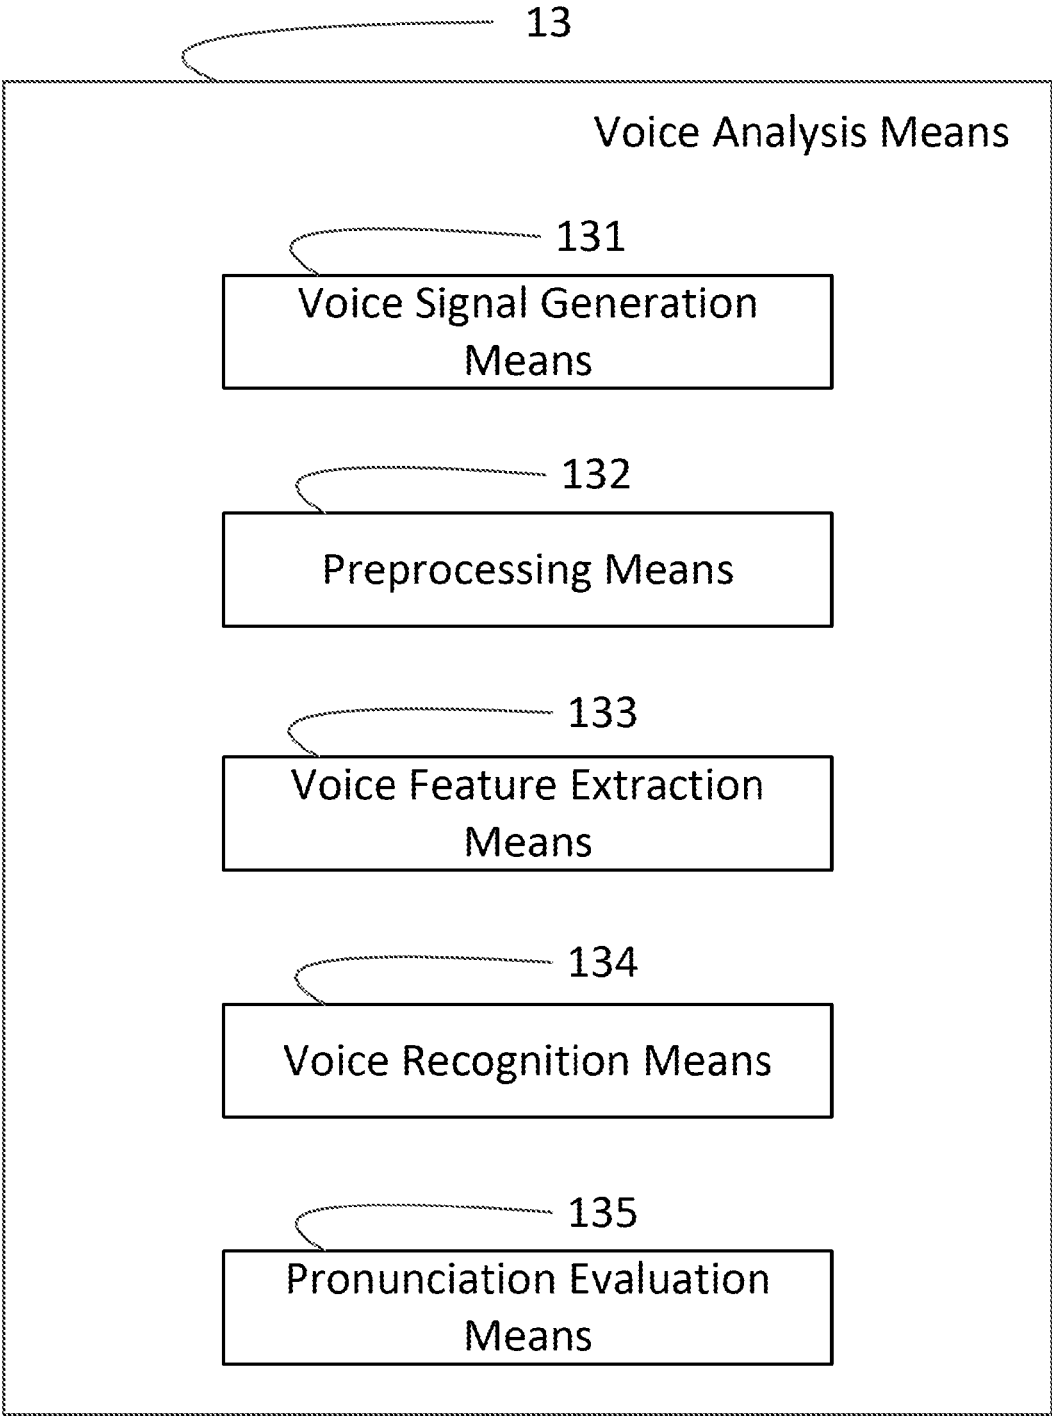 13
Voice Analysis Means
131
Voice Signal Generation
Means
132
Preprocessing Means
133
Voice Feature Extraction
Means
134
Voice Recognition Means
135
Pronunciation Evaluation
Means